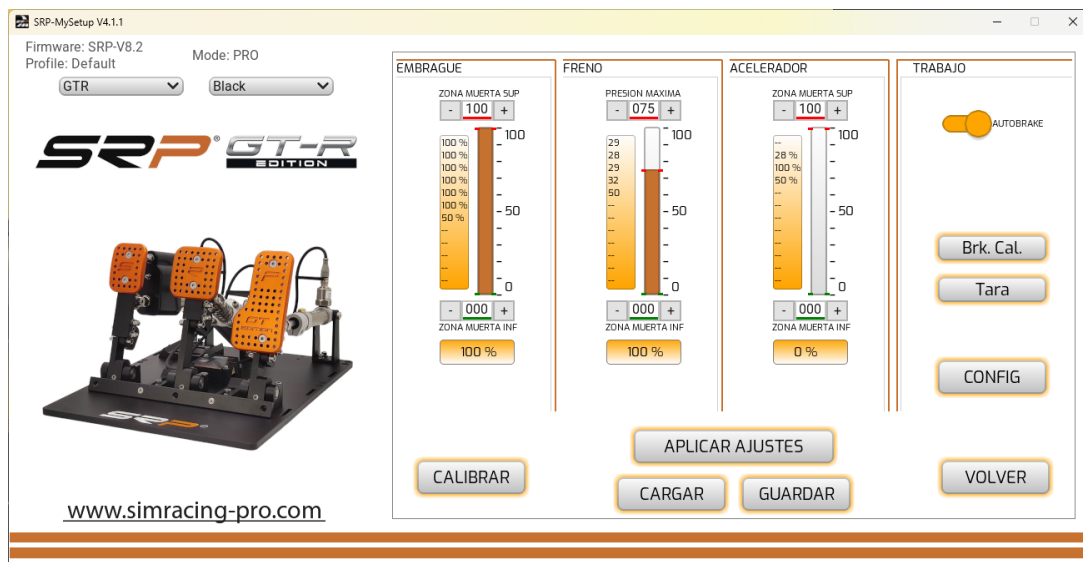 SRP-MySetup V4.1.1
Firmware: SRP-V8.2
Profile: Default
Mode: PRO
GTR
Black
SRP®
GT-R
EDITION
GT
EDITION
SRP®
www.simracing-pro.com
EMBRAGUE
ZONA MUERTA SUP
- 100 +
100 %
100 %
100 %
100 %
100 %
100 %
50 %
--
--
--
--
--
100
50
0
- 000 +
ZONA MUERTA INF
100 %
FRENO
PRESION MAXIMA
- 075 +
29
28
29
32
50
--
--
--
--
--
--
--
100
50
0
- 000 +
ZONA MUERTA INF
100 %
ACELERADOR
ZONA MUERTA SUP
- 100 +
--
28 %
100 %
50 %
--
--
--
--
--
--
--
--
100
50
0
- 000 +
ZONA MUERTA INF
0 %
TRABAJO
AUTOBRAKE
Brk. Cal.
Tara
CONFIG
APLICAR AJUSTES
CALIBRAR
CARGAR
GUARDAR
VOLVER